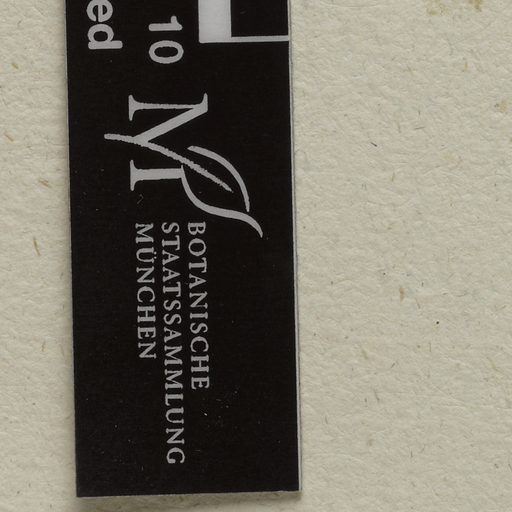 10
ed
M
BOTANISCHE
STAATSSAMMLUNG
MÜNCHEN